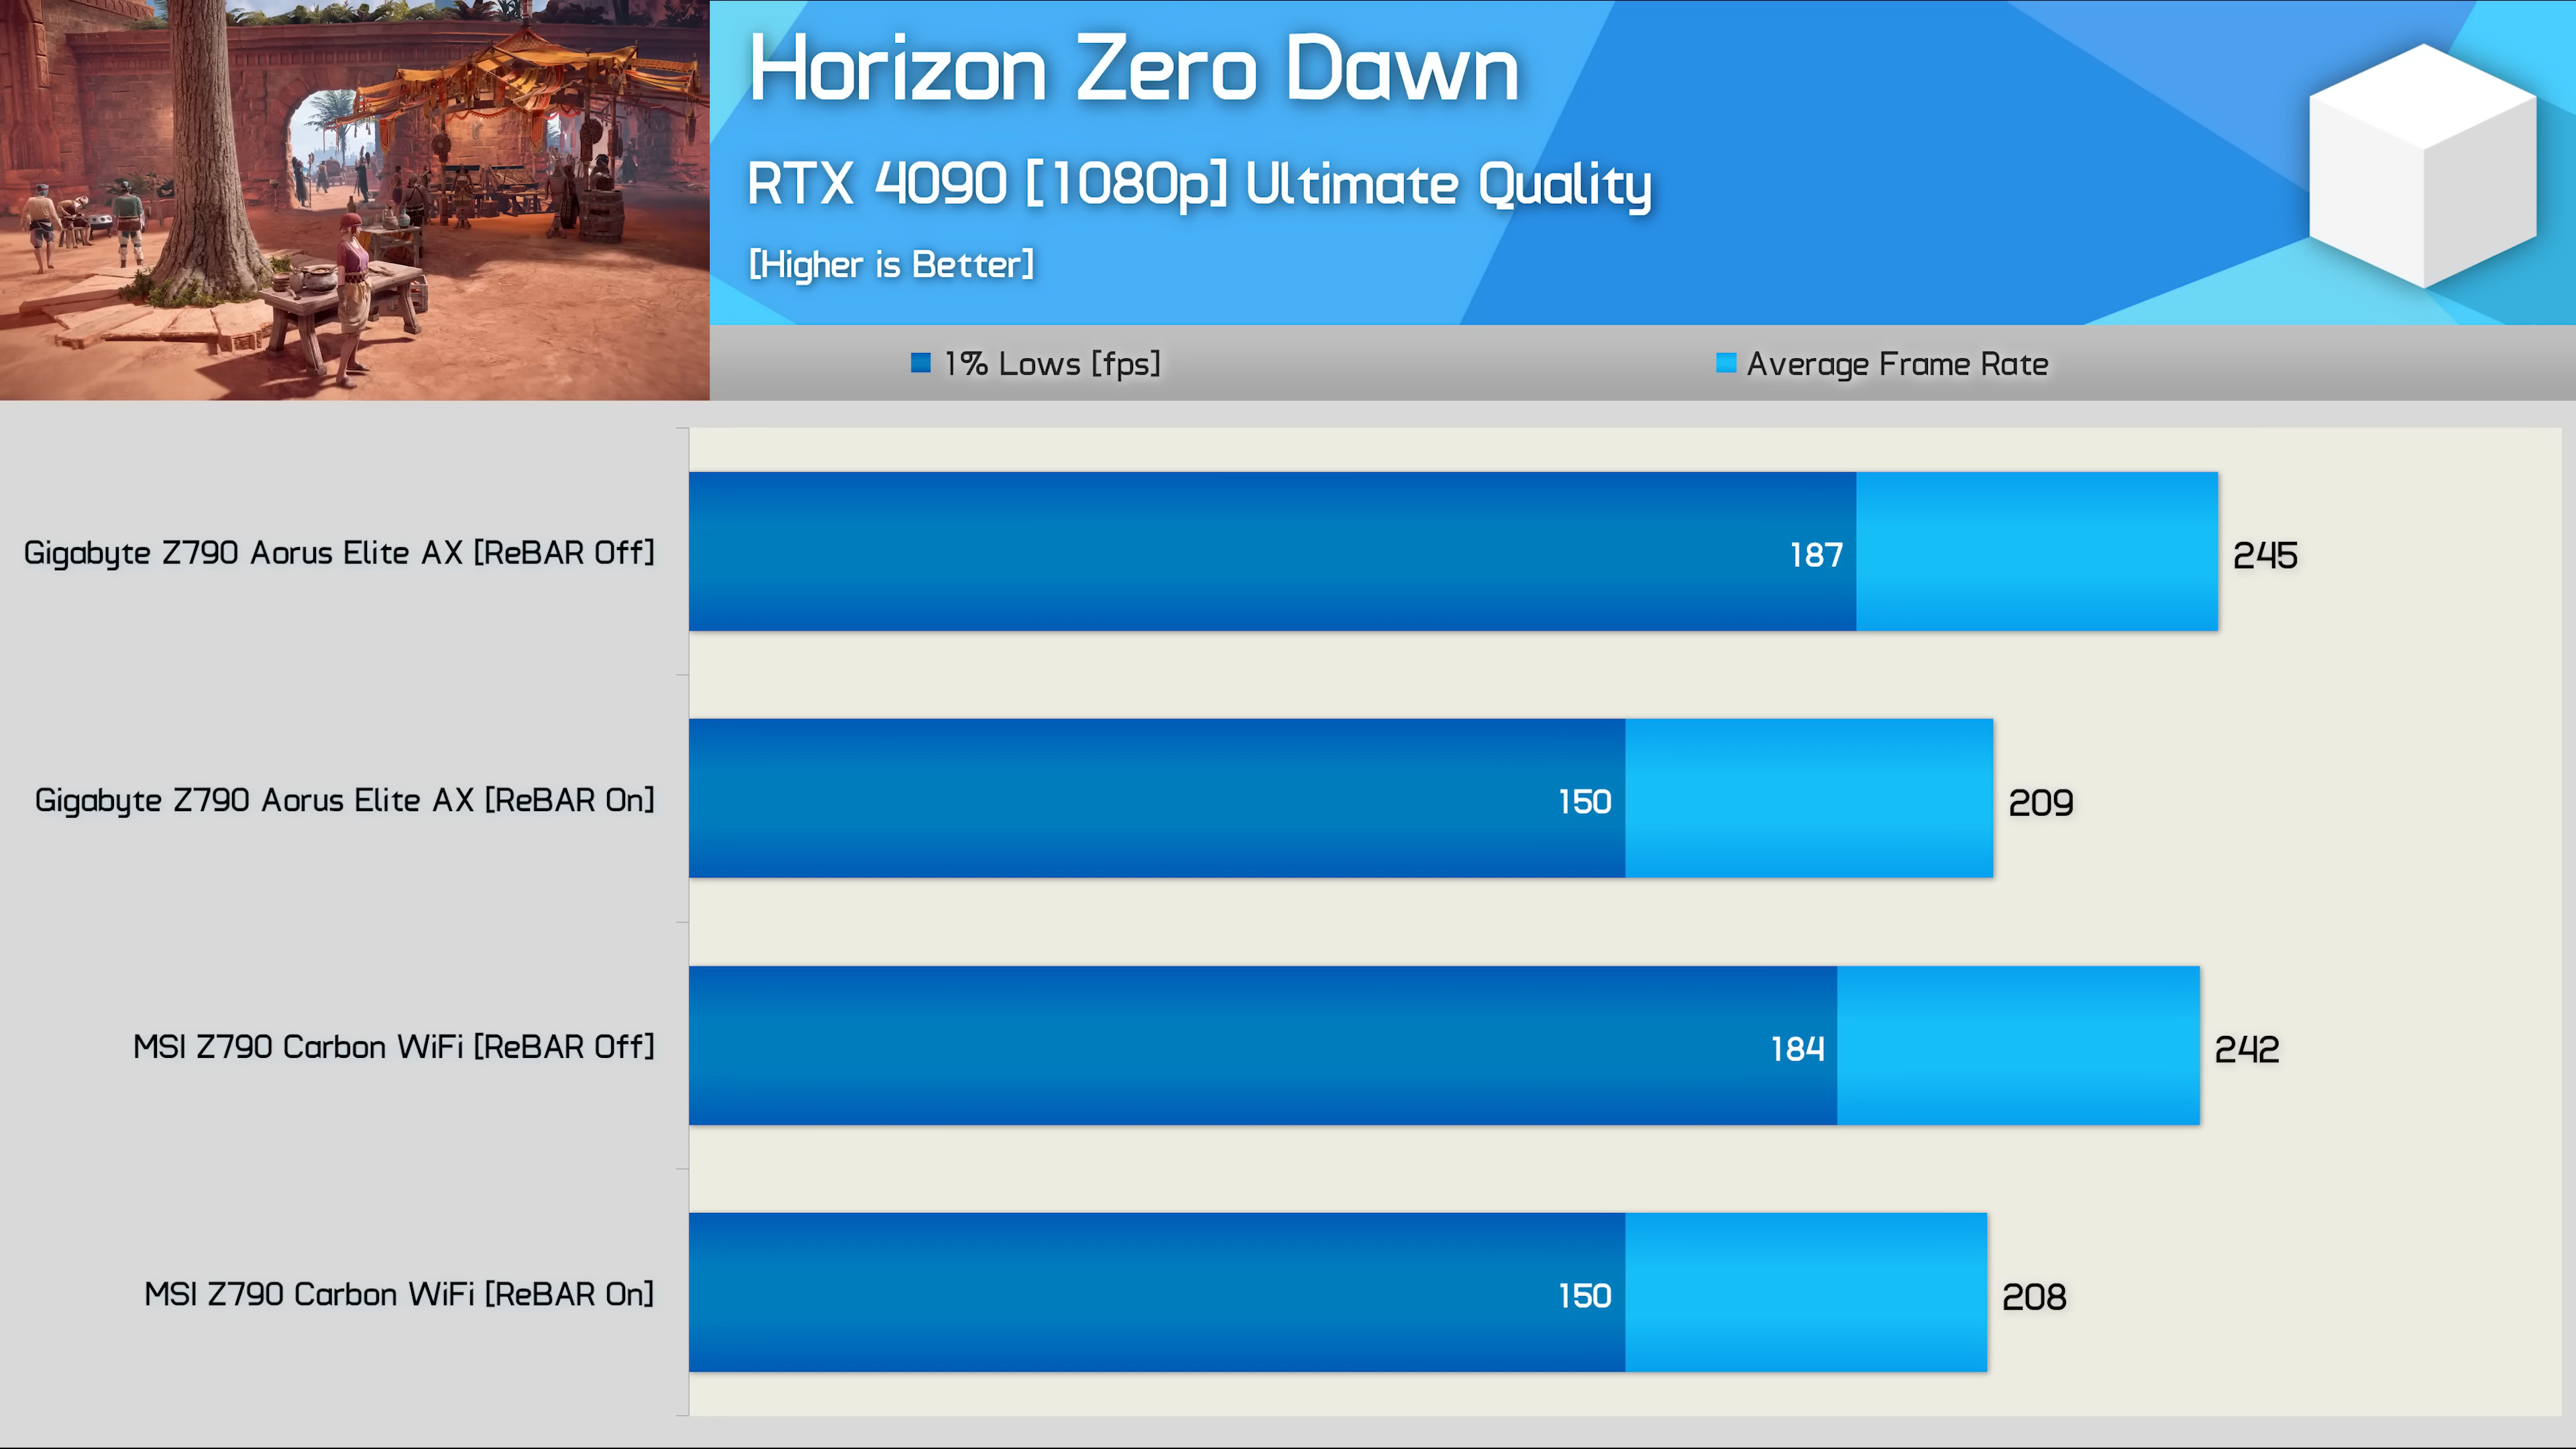 Horizon Zero Dawn
RTX 4090 [1080p] Ultimate Quality
[Higher is Better]
1% Lows [fps]
Average Frame Rate
Gigabyte Z790 Aorus Elite AX [ReBAR Off]
187
245
Gigabyte Z790 Aorus Elite AX [ReBAR On]
150
209
MSI Z790 Carbon WiFi [ReBAR Off]
184
242
MSI Z790 Carbon WiFi [ReBAR On]
150
208